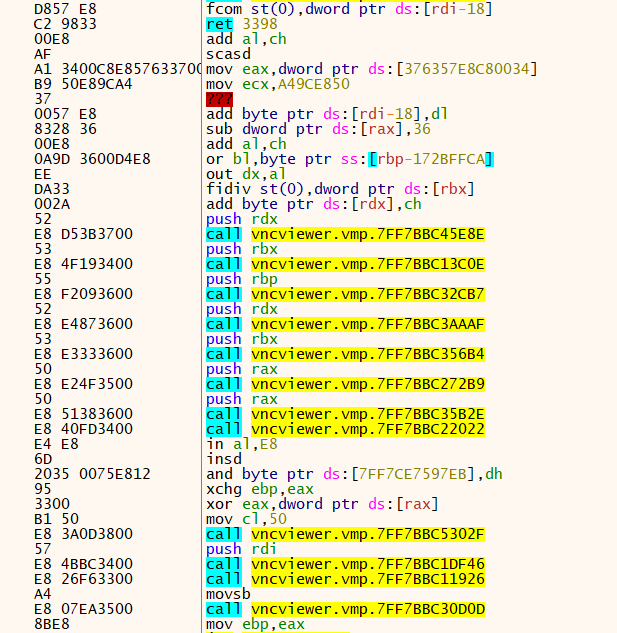 D857 E8 fcom st(0),dword ptr ds:[rdi-18]
C2 9833 ret 3398
00E8 add al,ch
AF scasd
A1 3400C8E857633700 mov eax,dword ptr ds:[376357E8C80034]
B9 50E89CA4 mov ecx,A49CE850
37 ???
0057 E8 add byte ptr ds:[rdi-18],dl
8328 36 sub dword ptr ds:[rax],36
00E8 add al,ch
0A9D 3600D4E8 or bl,byte ptr ss:[rbp-172BFFCA]
EE out dx,al
DA33 fidiv st(0),dword ptr ds:[rbx]
002A add byte ptr ds:[rdx],ch
52 push rdx
E8 D53B3700 call vncviewer.vmp.7FF7BBC45E8E
53 push rbx
E8 4F193400 call vncviewer.vmp.7FF7BBC13C0E
55 push rbp
E8 F2093600 call vncviewer.vmp.7FF7BBC32CB7
52 push rdx
E8 E4873600 call vncviewer.vmp.7FF7BBC3AAAF
53 push rbx
E8 E3333600 call vncviewer.vmp.7FF7BBC356B4
50 push rax
E8 E24F3500 call vncviewer.vmp.7FF7BBC272B9
50 push rax
E8 51383600 call vncviewer.vmp.7FF7BBC35B2E
E8 40FD3400 call vncviewer.vmp.7FF7BBC22022
E4 E8 in al,E8
6D insd
2035 0075E812 and byte ptr ds:[7FF7CE7597EB],dh
95 xchg ebp,eax
3300 xor eax,dword ptr ds:[rax]
B1 50 mov cl,50
E8 3A0D3800 call vncviewer.vmp.7FF7BBC5302F
57 push rdi
E8 4BBC3400 call vncviewer.vmp.7FF7BBC1DF46
E8 26F63300 call vncviewer.vmp.7FF7BBC11926
A4 movsb
E8 07EA3500 call vncviewer.vmp.7FF7BBC30D0D
8BE8 mov ebp,eax